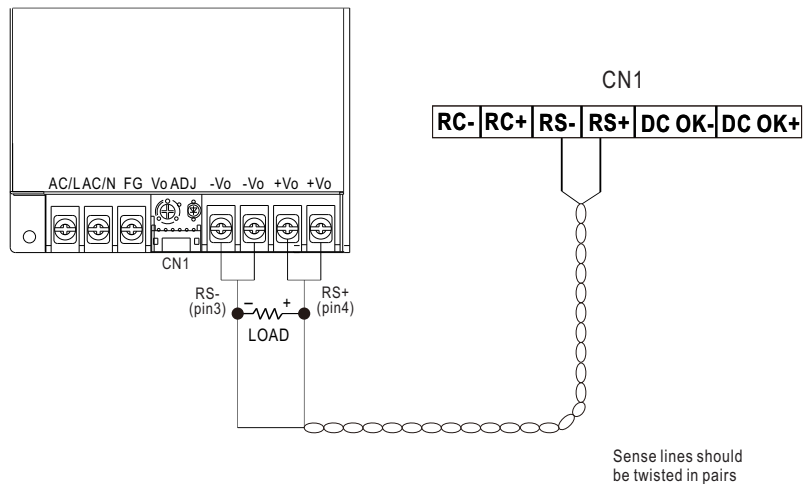 CN1
RC- RC+ RS- RS+ DC OK- DC OK+
AC/L AC/N FG Vo ADJ -Vo -Vo +Vo +Vo
CN1
RS-
(pin3)
– +
LOAD
RS+
(pin4)
Sense lines should
be twisted in pairs